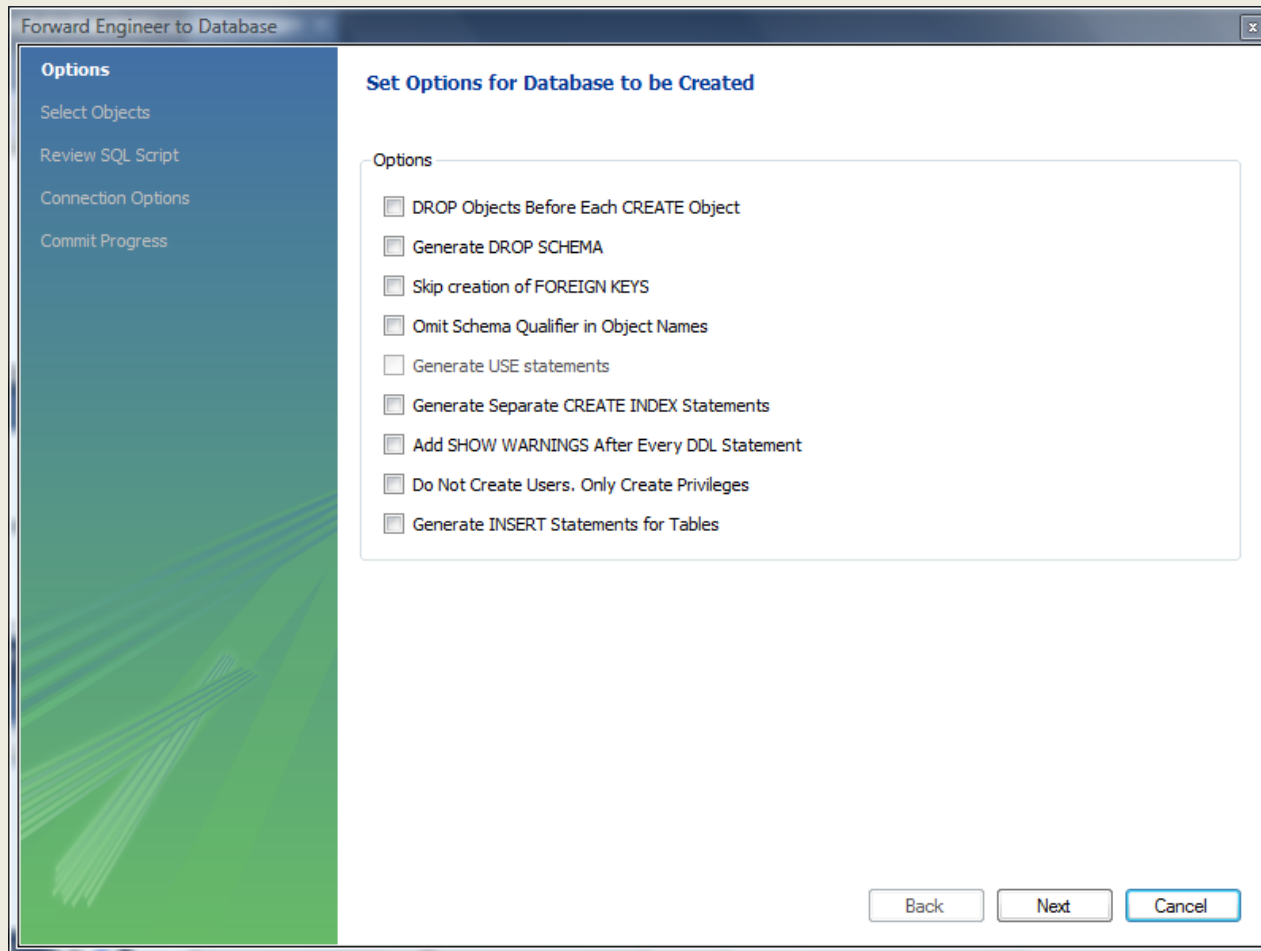 Forward Engineer to Database
x
Options
Select Objects
Review SQL Script
Connection Options
Commit Progress
Set Options for Database to be Created
Options
DROP Objects Before Each CREATE Object
Generate DROP SCHEMA
Skip creation of FOREIGN KEYS
Omit Schema Qualifier in Object Names
Generate USE statements
Generate Separate CREATE INDEX Statements
Add SHOW WARNINGS After Every DDL Statement
Do Not Create Users. Only Create Privileges
Generate INSERT Statements for Tables
Back Next Cancel